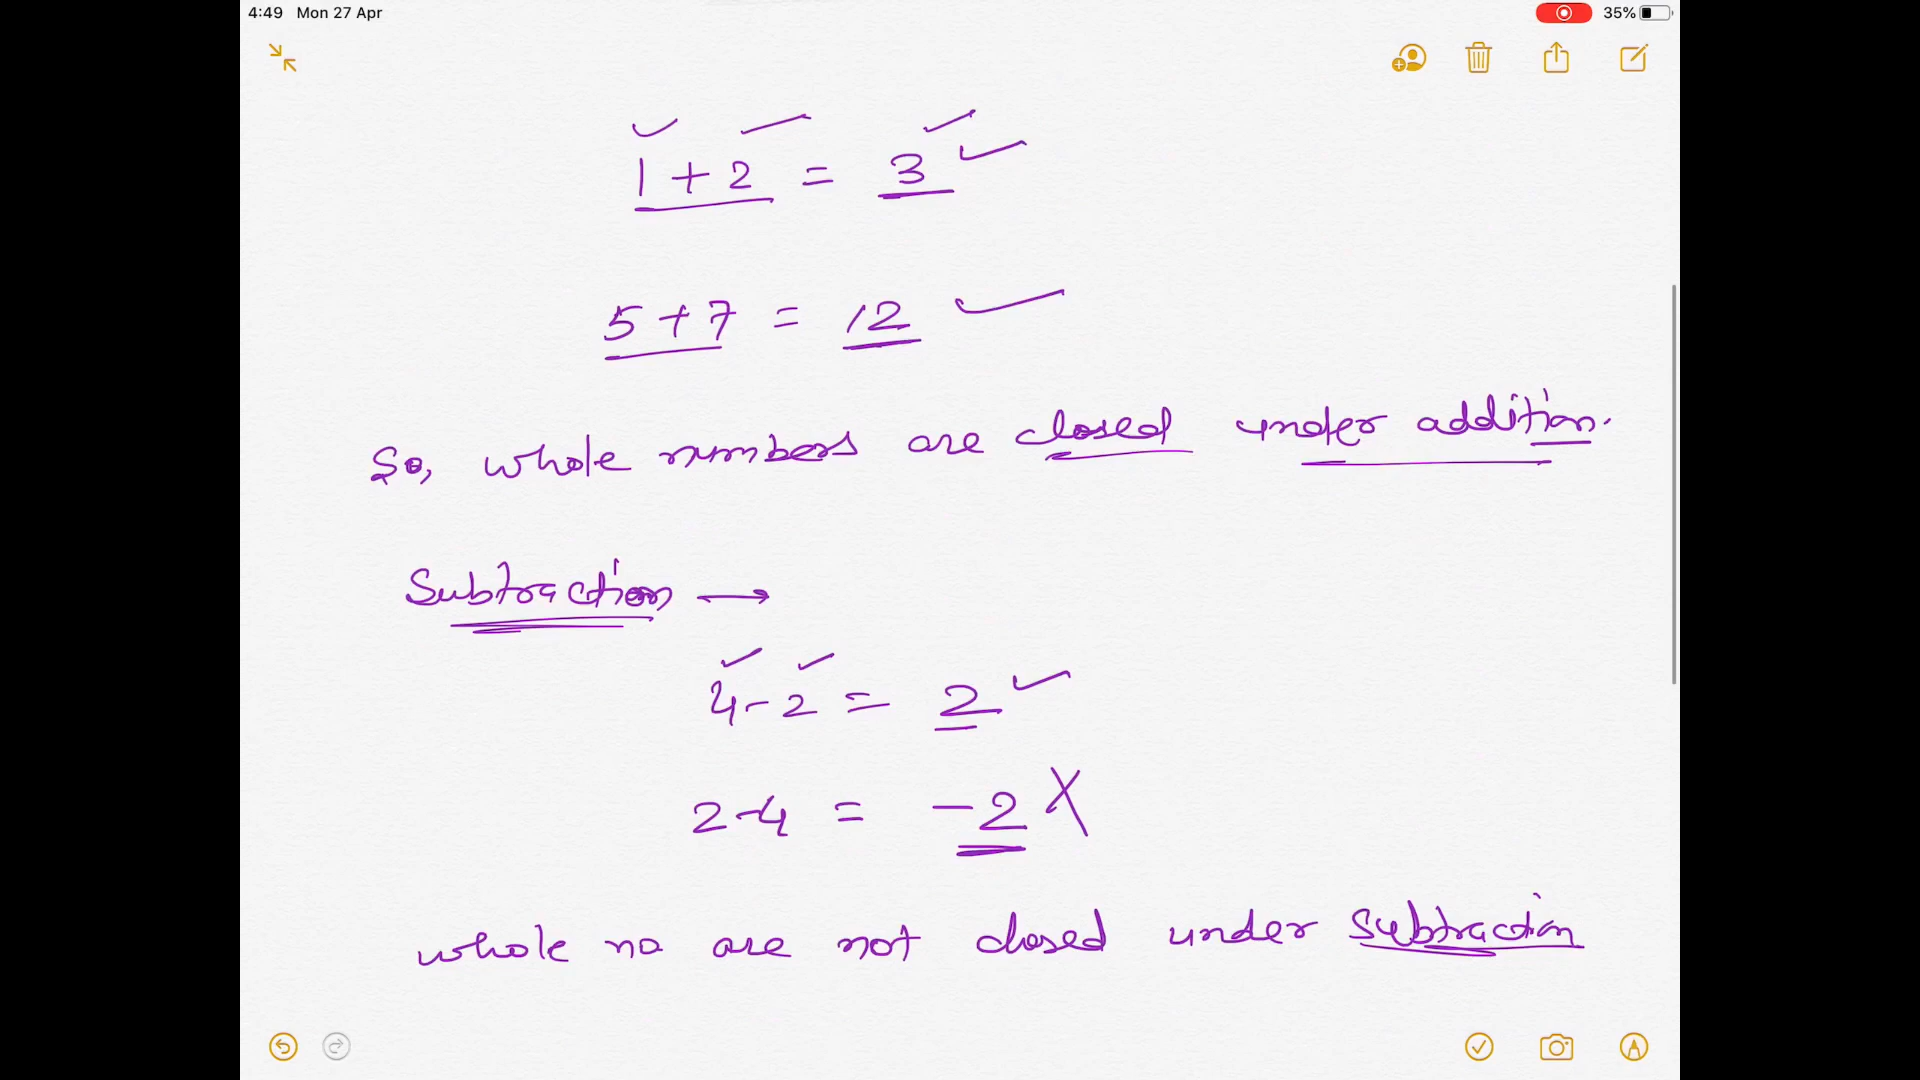 4:49 Mon 27 Apr 35%
1 + 2 = 3
5 + 7 = 12
So, whole numbers are closed under addition.
Subtraction →
4 - 2 = 2
2 - 4 = -2 X
whole no are not closed under subtraction